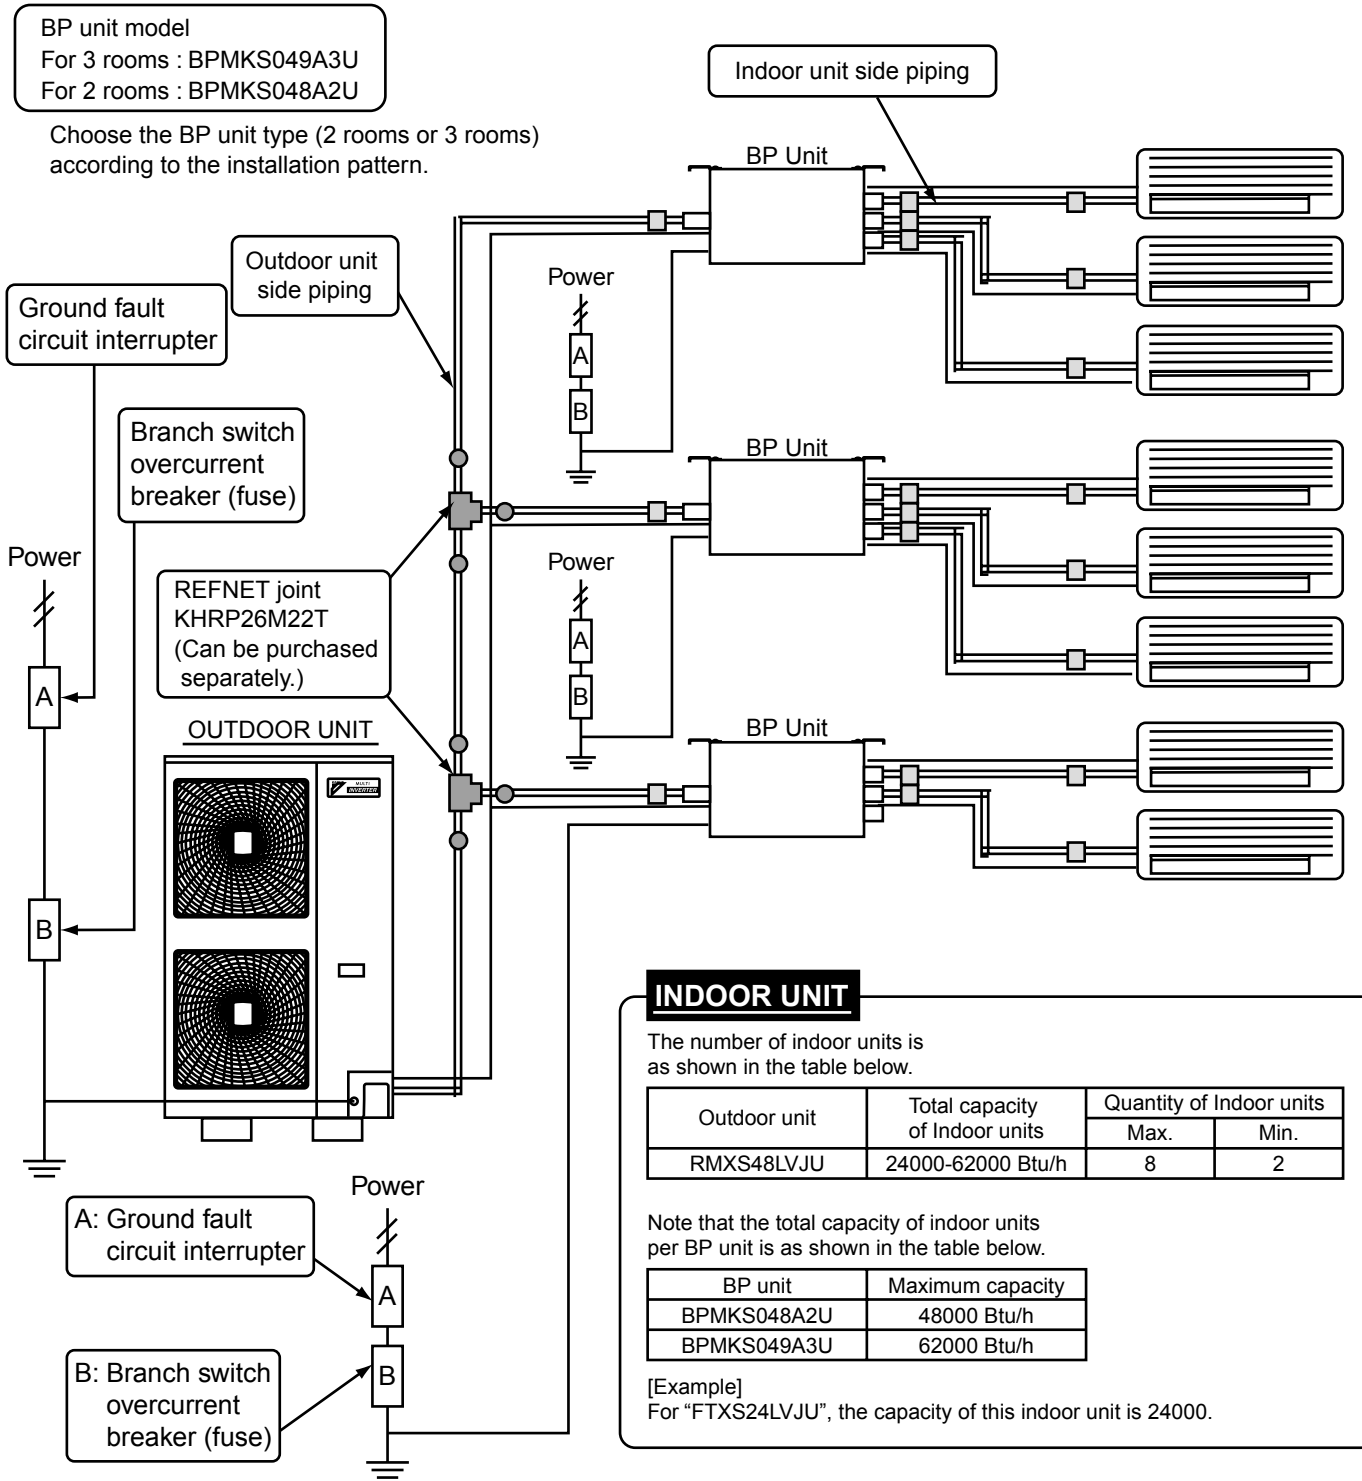 BP unit model
For 3 rooms : BPMKS049A3U
For 2 rooms : BPMKS048A2U
Choose the BP unit type (2 rooms or 3 rooms)
according to the installation pattern.
Indoor unit side piping
BP Unit
Outdoor unit
side piping
Power
A
B
Ground fault
circuit interrupter
Branch switch
overcurrent
breaker (fuse)
BP Unit
Power
A
B
Power
A
B
REFNET joint
KHRP26M22T
(Can be purchased
separately.)
BP Unit
OUTDOOR UNIT
MULTI
INVERTER
INDOOR UNIT
The number of indoor units is
as shown in the table below.
Outdoor unit
Total capacity
of Indoor units
Quantity of Indoor units
Max.
Min.
RMXS48LVJU
24000-62000 Btu/h
8
2
Note that the total capacity of indoor units
per BP unit is as shown in the table below.
BP unit
Maximum capacity
BPMKS048A2U
48000 Btu/h
BPMKS049A3U
62000 Btu/h
[Example]
For “FTXS24LVJU”, the capacity of this indoor unit is 24000.
Power
A: Ground fault
circuit interrupter
A
B: Branch switch
overcurrent
breaker (fuse)
B